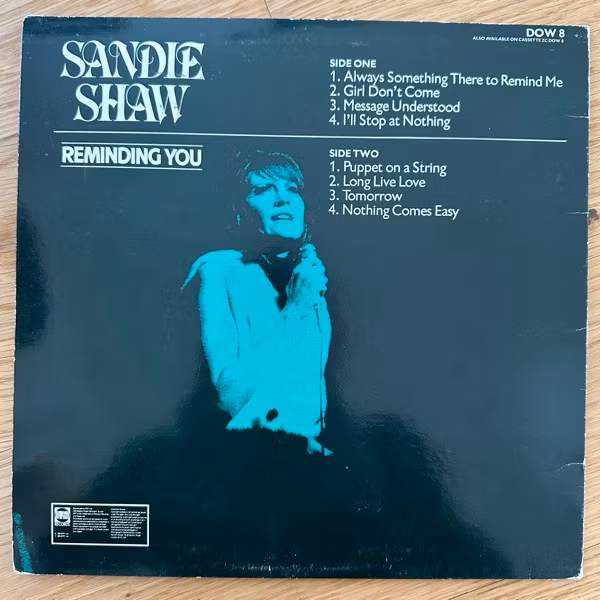 SANDIE
SHAW
REMINDING YOU
DOW 8
ALSO AVAILABLE ON CASSETTE ZC DOW 8
SIDE ONE
1. Always Something There to Remind Me
2. Girl Don't Come
3. Message Understood
4. I'll Stop at Nothing
SIDE TWO
1. Puppet on a String
2. Long Live Love
3. Tomorrow
4. Nothing Comes Easy
RECORDS